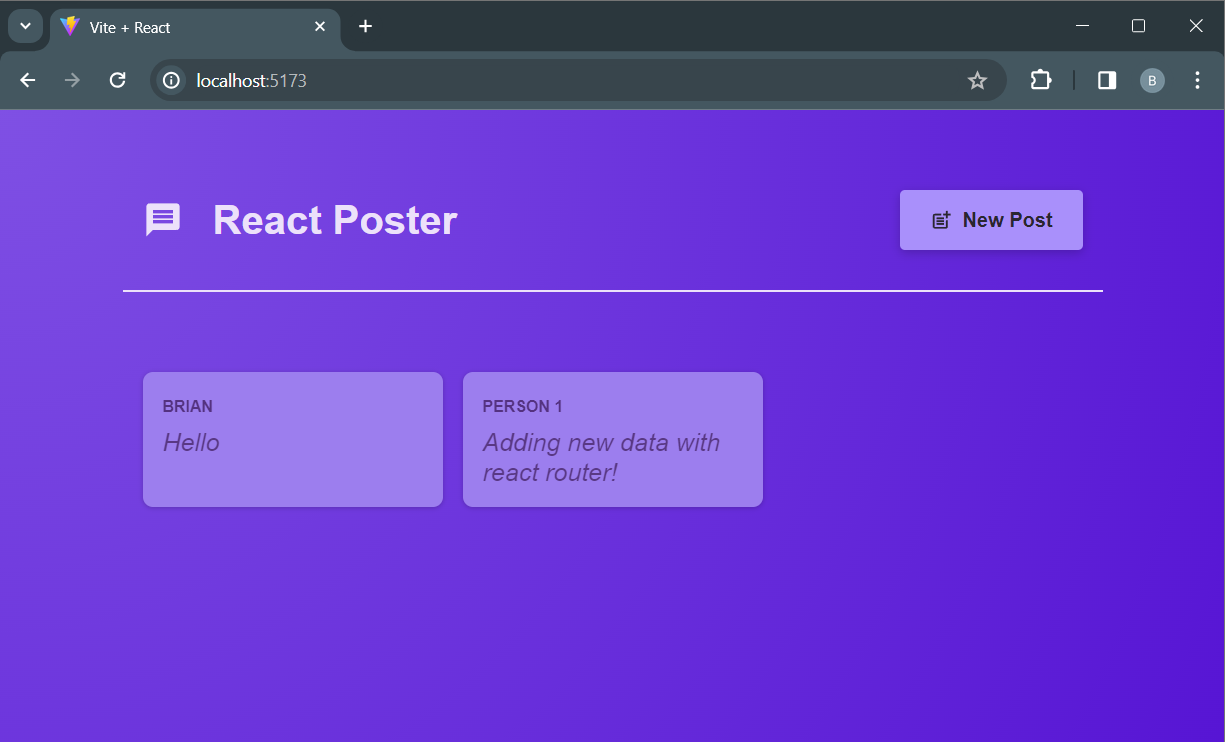 Vite + React
localhost:5173
B
React Poster
New Post
BRIAN
Hello
PERSON 1
Adding new data with
react router!